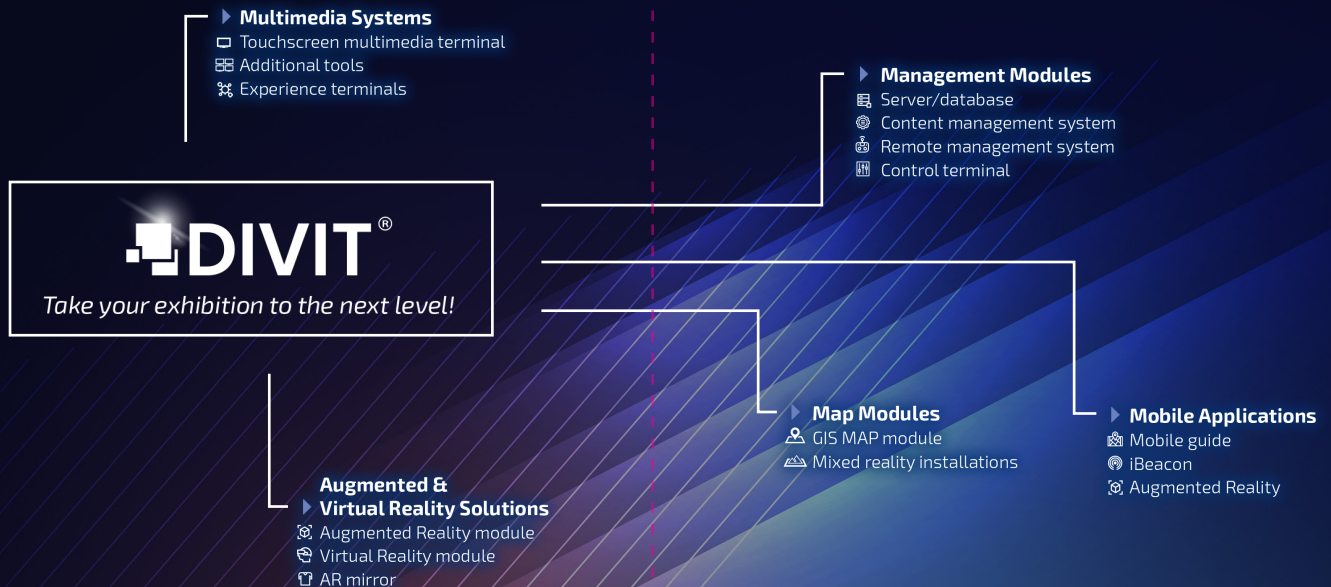 Multimedia Systems
Touchscreen multimedia terminal
Additional tools
Experience terminals
Management Modules
Server/database
Content management system
Remote management system
Control terminal
DIVIT®
Take your exhibition to the next level!
Map Modules
GIS MAP module
Mixed reality installations
Mobile Applications
Mobile guide
iBeacon
Augmented Reality
Augmented &
Virtual Reality Solutions
Augmented Reality module
Virtual Reality module
AR mirror